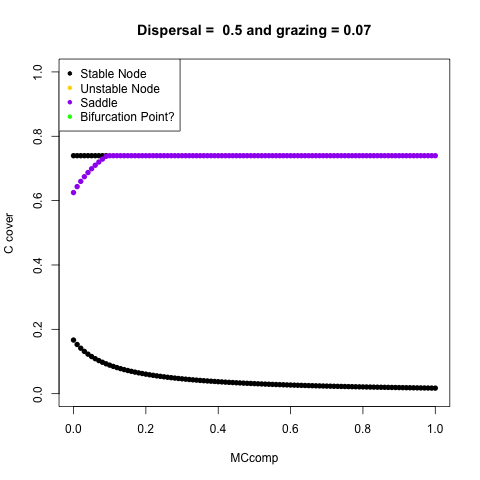 Dispersal =  0.5 and grazing = 0.07
Stable Node
Unstable Node
Saddle
Bifurcation Point?
C cover
1.0
0.8
0.6
0.4
0.2
0.0
0.0 0.2 0.4 0.6 0.8 1.0
MCcomp